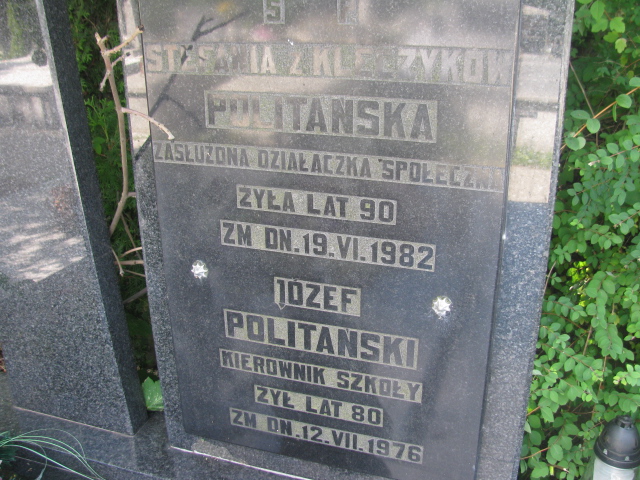 Ś P
STEFANIA Z KLECZYKÓW
POLITAŃSKA
ZASŁUŻONA DZIAŁACZKA SPOŁECZNA
ŻYŁA LAT 90
ZM DN. 19. VI. 1982
JÓZEF
POLITAŃSKI
KIEROWNIK SZKOŁY
ŻYŁ LAT 80
ZM DN. 12. VII. 1976